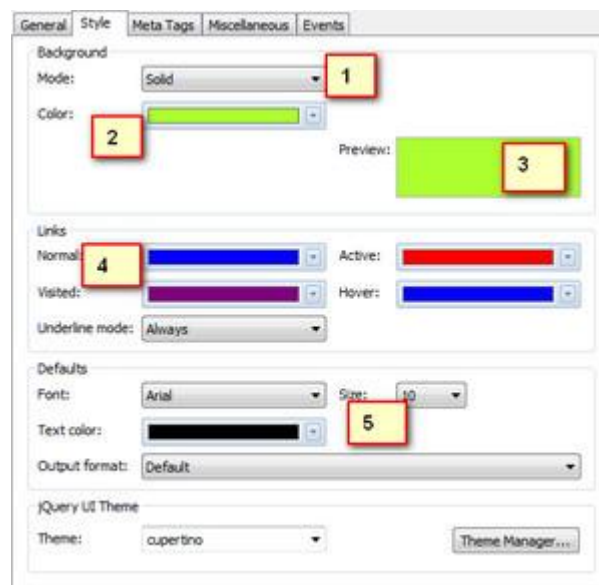 General Style Meta Tags Miscellaneous Events
Background
Mode: Solid 1
Color: 2
Preview: 3
Links
Normal: 4 Active:
Visited: Hover:
Underline mode: Always
Defaults
Font: Arial Size: 10
Text color: 5
Output format: Default
jQuery UI Theme
Theme: cupertino Theme Manager...